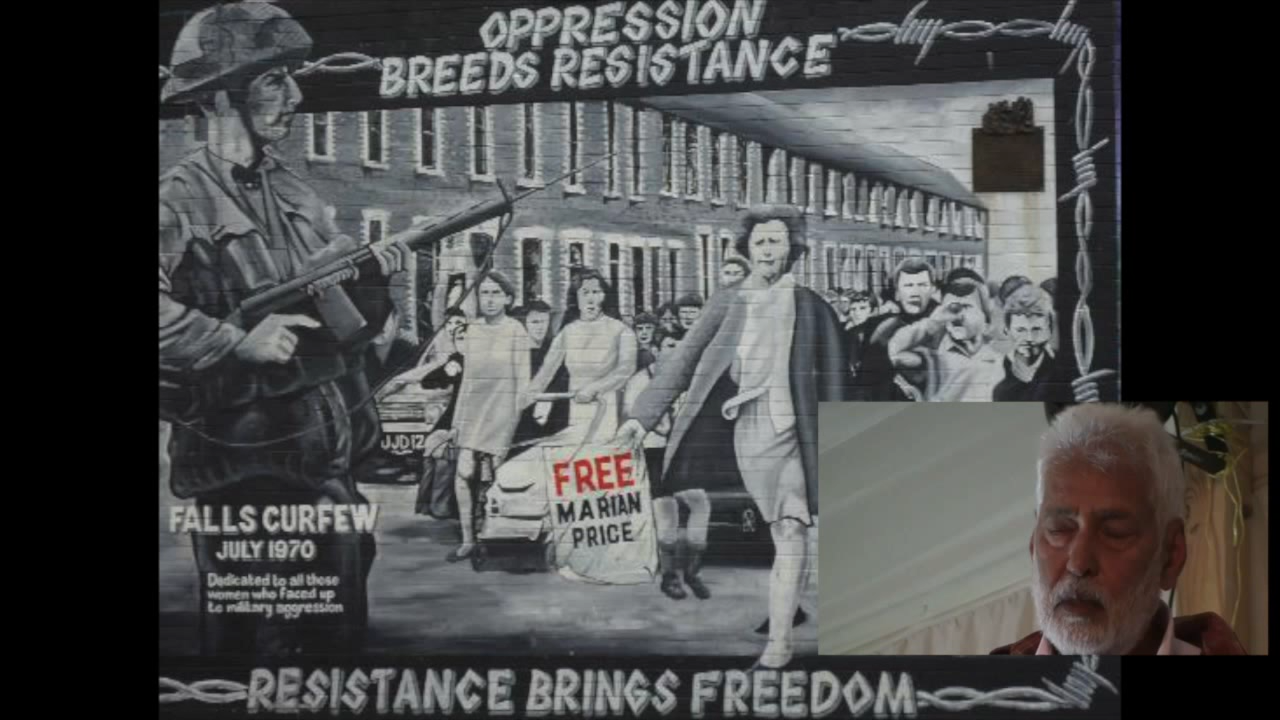 OPPRESSION
BREEDS RESISTANCE
JJD12
FREE
MARIAN
PRICE
FALLS CURFEW
JULY 1970
Dedicated to all those
women who faced up
to military aggression
RESISTANCE BRINGS FREEDOM